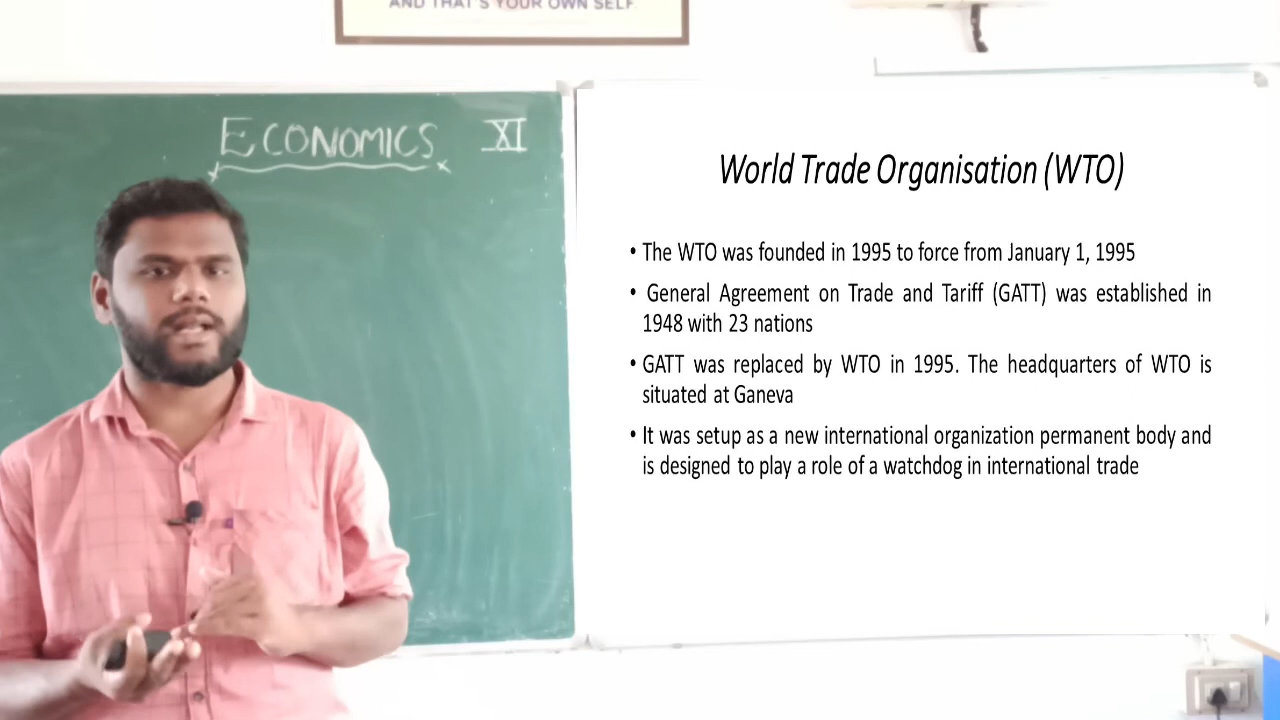 AND THAT'S YOUR OWN SELF
ECONOMICS XI
World Trade Organisation (WTO)
• The WTO was founded in 1995 to force from January 1, 1995
• General Agreement on Trade and Tariff (GATT) was established in
1948 with 23 nations
• GATT was replaced by WTO in 1995. The headquarters of WTO is
situated at Ganeva
• It was setup as a new international organization permanent body and
is designed to play a role of a watchdog in international trade